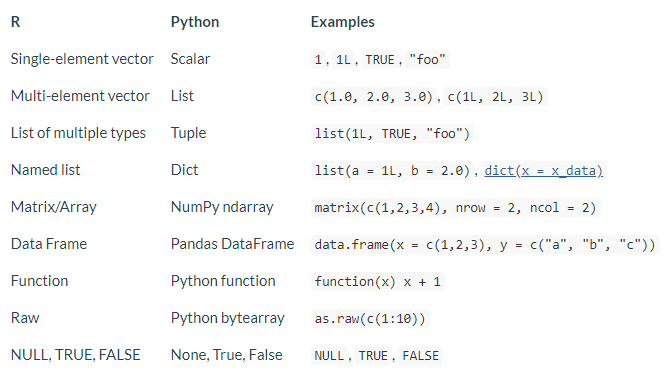 R Python Examples
Single-element vector Scalar 1, 1L, TRUE, "foo"
Multi-element vector List c(1.0, 2.0, 3.0), c(1L, 2L, 3L)
List of multiple types Tuple list(1L, TRUE, "foo")
Named list Dict list(a = 1L, b = 2.0), dict(x = x_data)
Matrix/Array NumPy ndarray matrix(c(1,2,3,4), nrow = 2, ncol = 2)
Data Frame Pandas DataFrame data.frame(x = c(1,2,3), y = c("a", "b", "c"))
Function Python function function(x) x + 1
Raw Python bytearray as.raw(c(1:10))
NULL, TRUE, FALSE None, True, False NULL, TRUE, FALSE